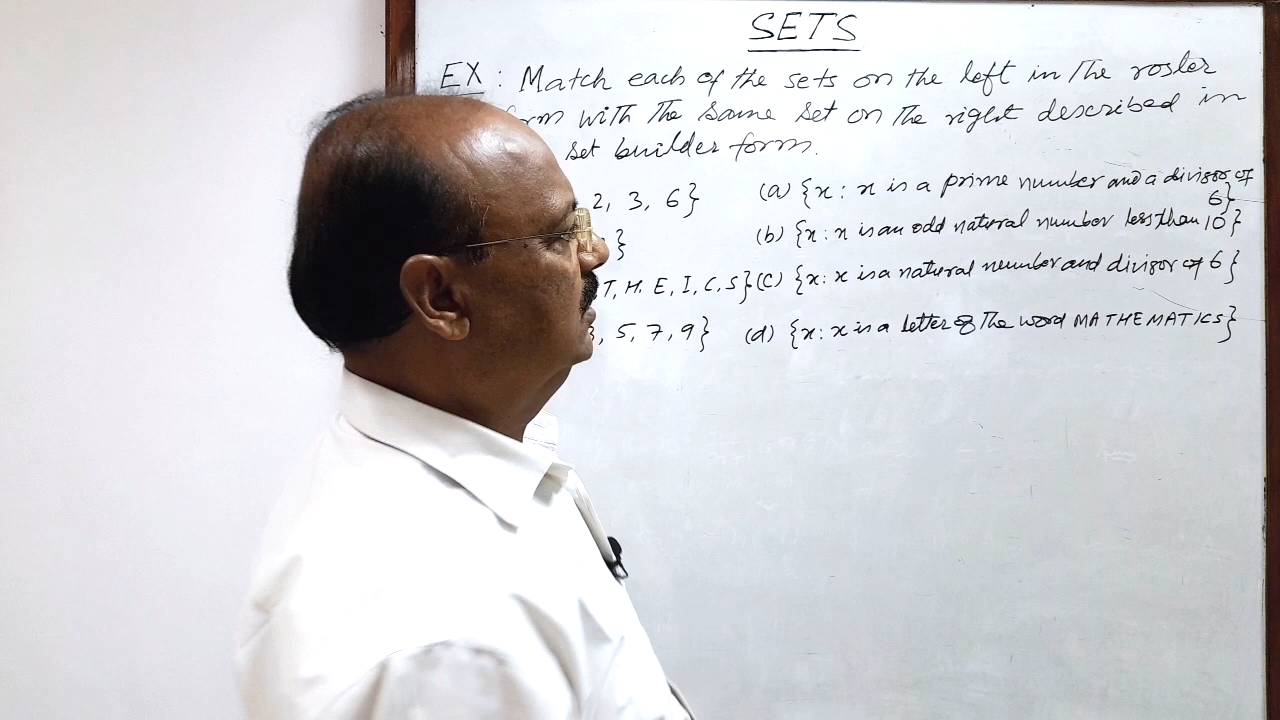 SETS
EX: Match each of the sets on the left in the roster
form with the same set on the right described in
set builder form.
2, 3, 6} (a) {x: x is a prime number and a divisor of 6}
} (b) {x: x is an odd natural number less than 10}
T, H, E, I, C, S} (C) {x: x is a natural number and divisor of 6}
, 5, 7, 9} (d) {x: x is a letter of the word MATHEMATICS}